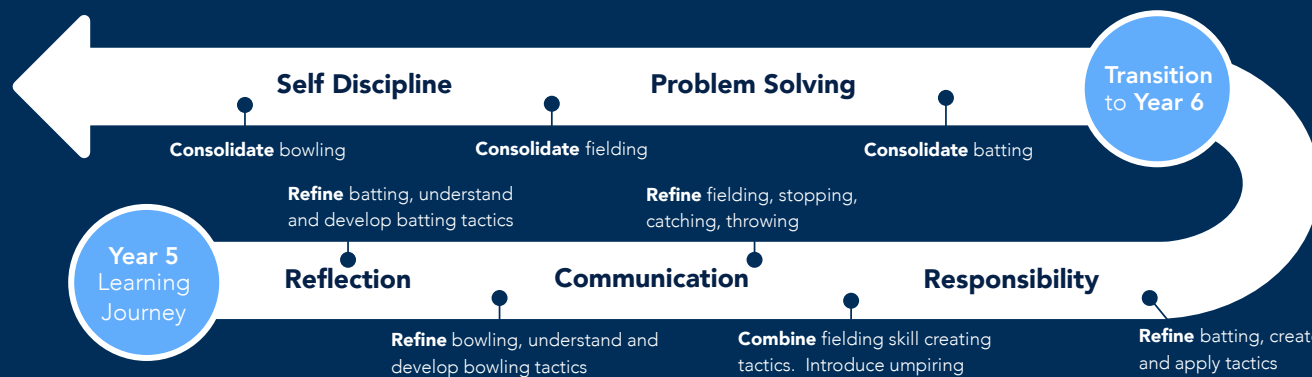 Self Discipline
Problem Solving
Transition
to Year 6
Consolidate bowling
Consolidate fielding
Consolidate batting
Refine batting, understand
and develop batting tactics
Refine fielding, stopping,
catching, throwing
Year 5
Learning
Journey
Reflection
Communication
Responsibility
Refine bowling, understand and
develop bowling tactics
Combine fielding skill creating
tactics. Introduce umpiring
Refine batting,
and apply tactics